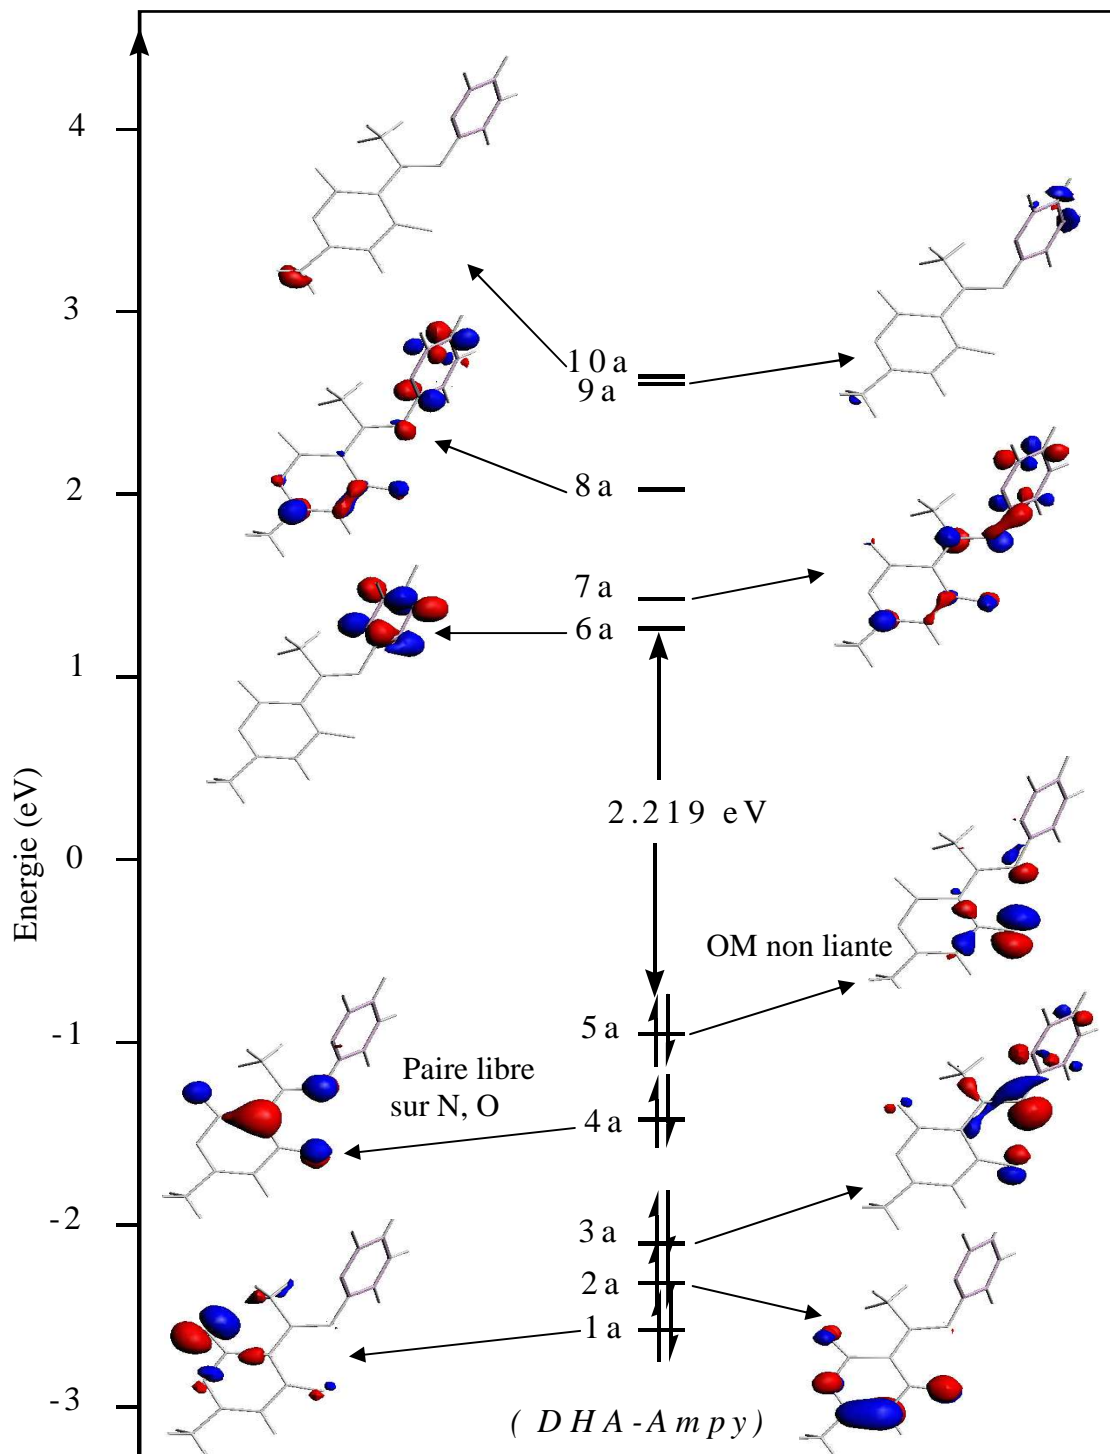 4
3
10a
9a
2
8a
7a
6a
1
2.219 eV
Energie (eV)
0
OM non liante
-1
5a
Paire libre
sur N, O
4a
-2
3a
2a
1a
-3
( DHA-Ampy)